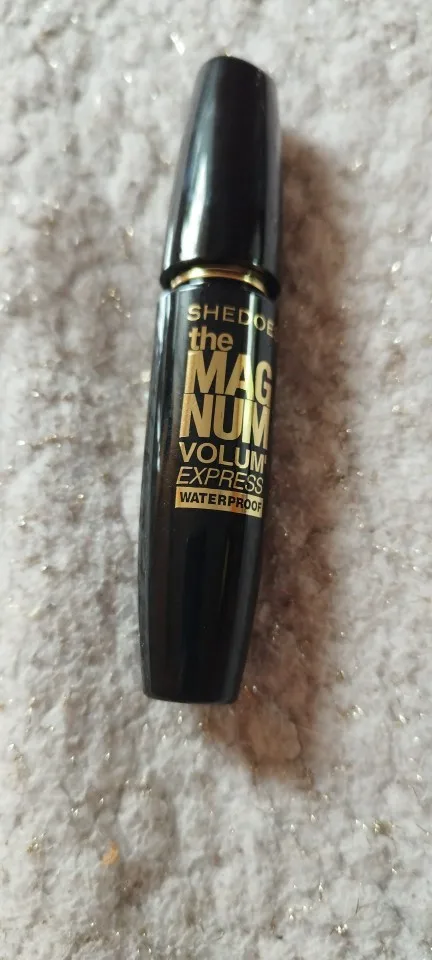 SHEDOE
the
MAG
NUM
VOLUM'
EXPRESS
WATERPROOF